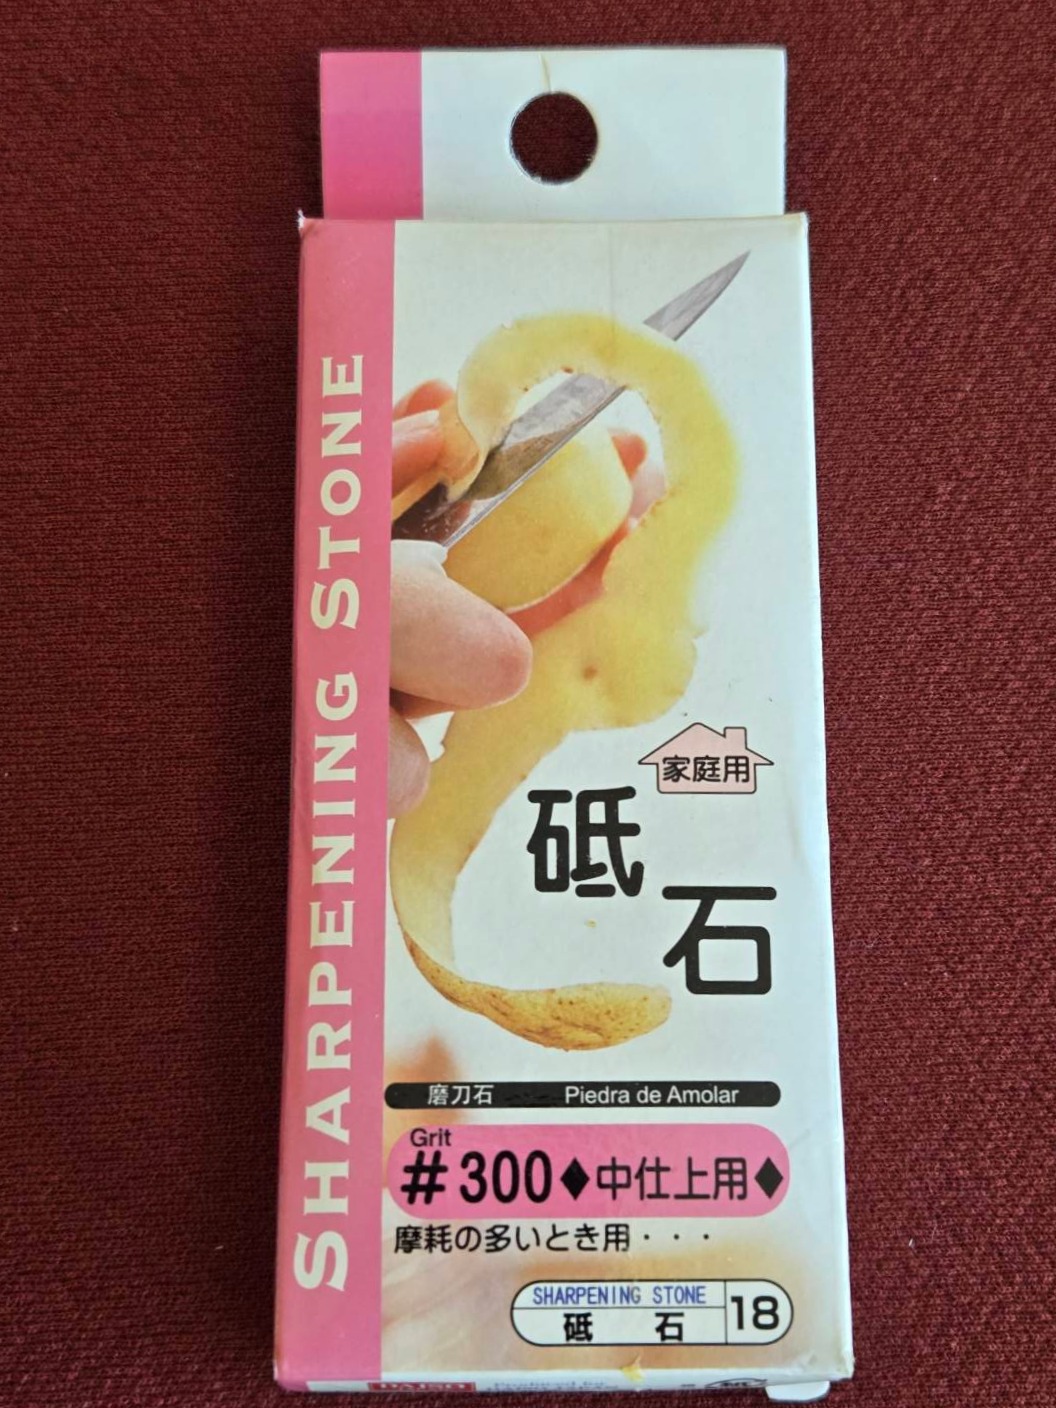 SHARPENING STONE
家庭用
砥石
磨刀石 Piedra de Amolar
Grit
#300◆中仕上用◆
摩耗の多いとき用・・・
SHARPENING STONE
砥 石
18